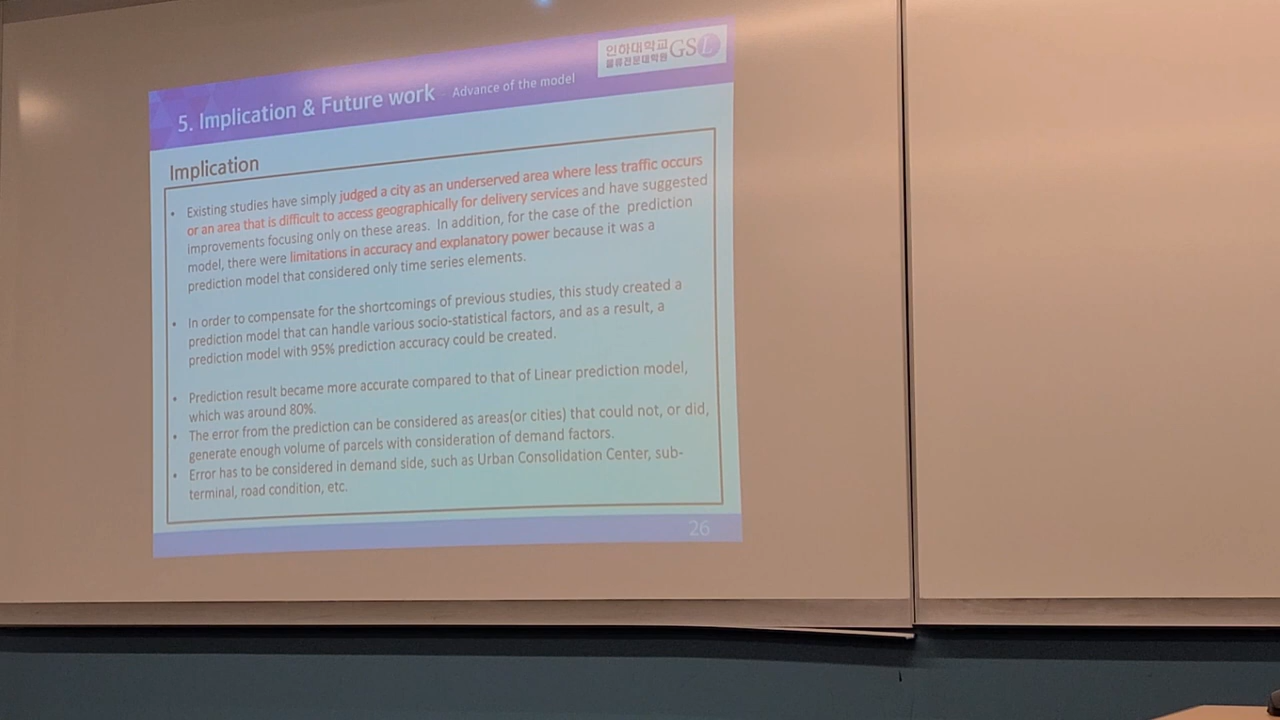 인하대학교
물류전문대학원
GSL
5. Implication & Future work - Advance of the model
Implication
• Existing studies have simply judged a city as an underserved area where less traffic occurs
or an area that is difficult to access geographically for delivery services and have suggested
improvements focusing only on these areas. In addition, for the case of the prediction
model, there were limitations in accuracy and explanatory power because it was a
prediction model that considered only time series elements.
• In order to compensate for the shortcomings of previous studies, this study created a
prediction model that can handle various socio-statistical factors, and as a result, a
prediction model with 95% prediction accuracy could be created.
• Prediction result became more accurate compared to that of Linear prediction model,
which was around 80%.
• The error from the prediction can be considered as areas(or cities) that could not, or did,
generate enough volume of parcels with consideration of demand factors.
• Error has to be considered in demand side, such as Urban Consolidation Center, sub-
terminal, road condition, etc.
26